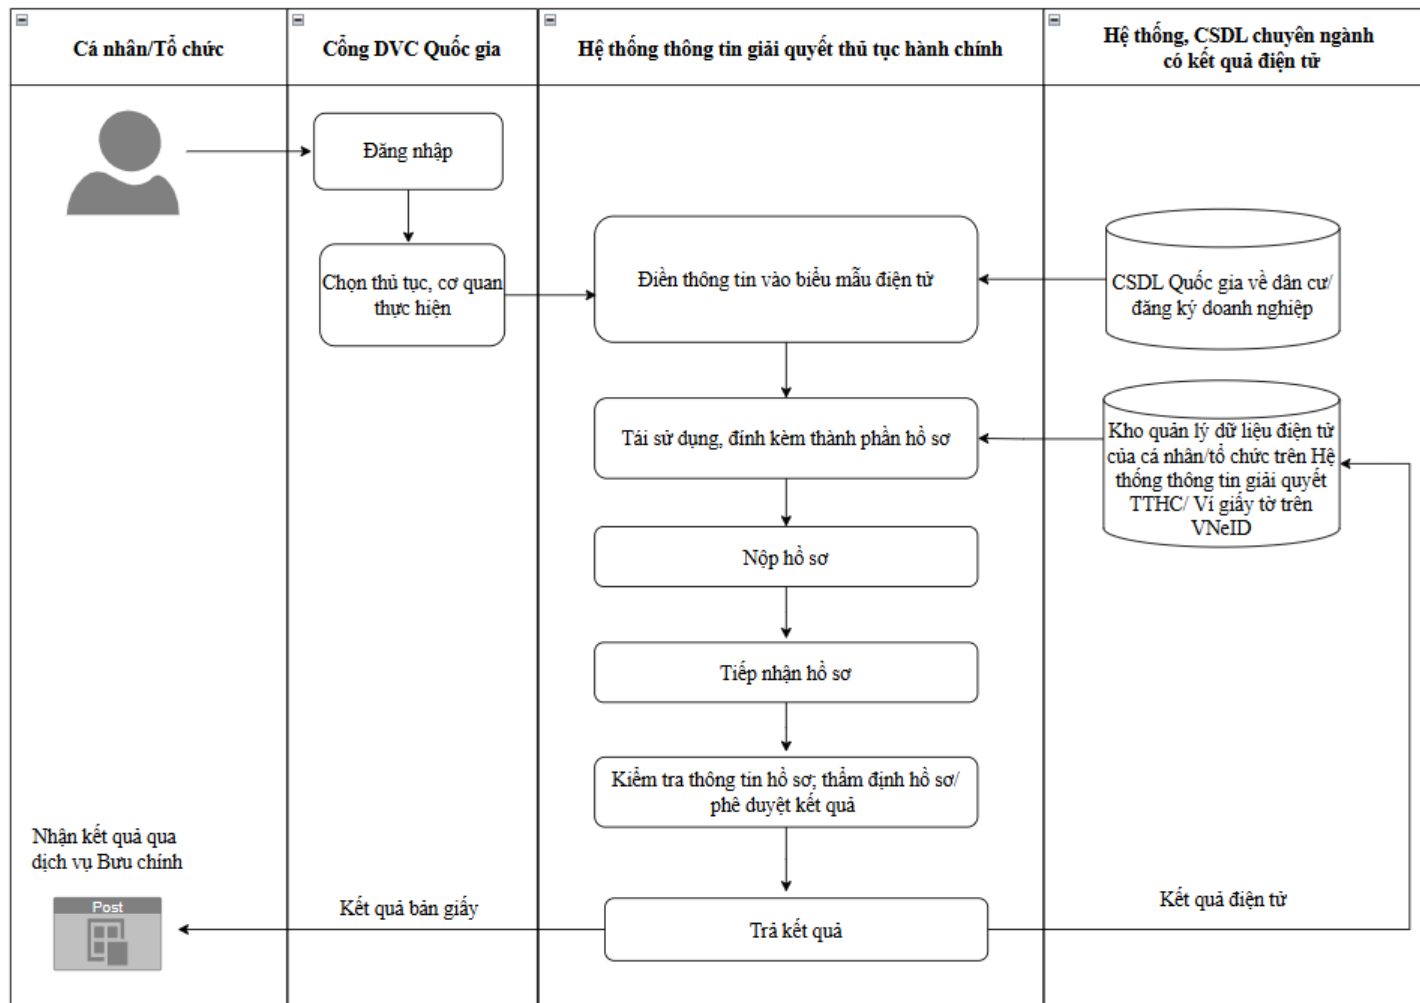 Cá nhân/Tổ chức
Cổng DVC Quốc gia
Hệ thống thông tin giải quyết thủ tục hành chính
Hệ thống, CSDL chuyên ngành
có kết quả điện tử
Đăng nhập
Chọn thủ tục, cơ quan
thực hiện
Điền thông tin vào biểu mẫu điện tử
CSDL Quốc gia về dân cư/
đăng ký doanh nghiệp
Tái sử dụng, đính kèm thành phần hồ sơ
Kho quản lý dữ liệu điện tử
của cá nhân/tổ chức trên Hệ
thống thông tin giải quyết
TTHC/ Ví giấy tờ trên
VNeID
Nộp hồ sơ
Tiếp nhận hồ sơ
Kiểm tra thông tin hồ sơ; thẩm định hồ sơ/
phê duyệt kết quả
Nhận kết quả qua
dịch vụ Bưu chính
Post
Kết quả bản giấy
Trả kết quả
Kết quả điện tử